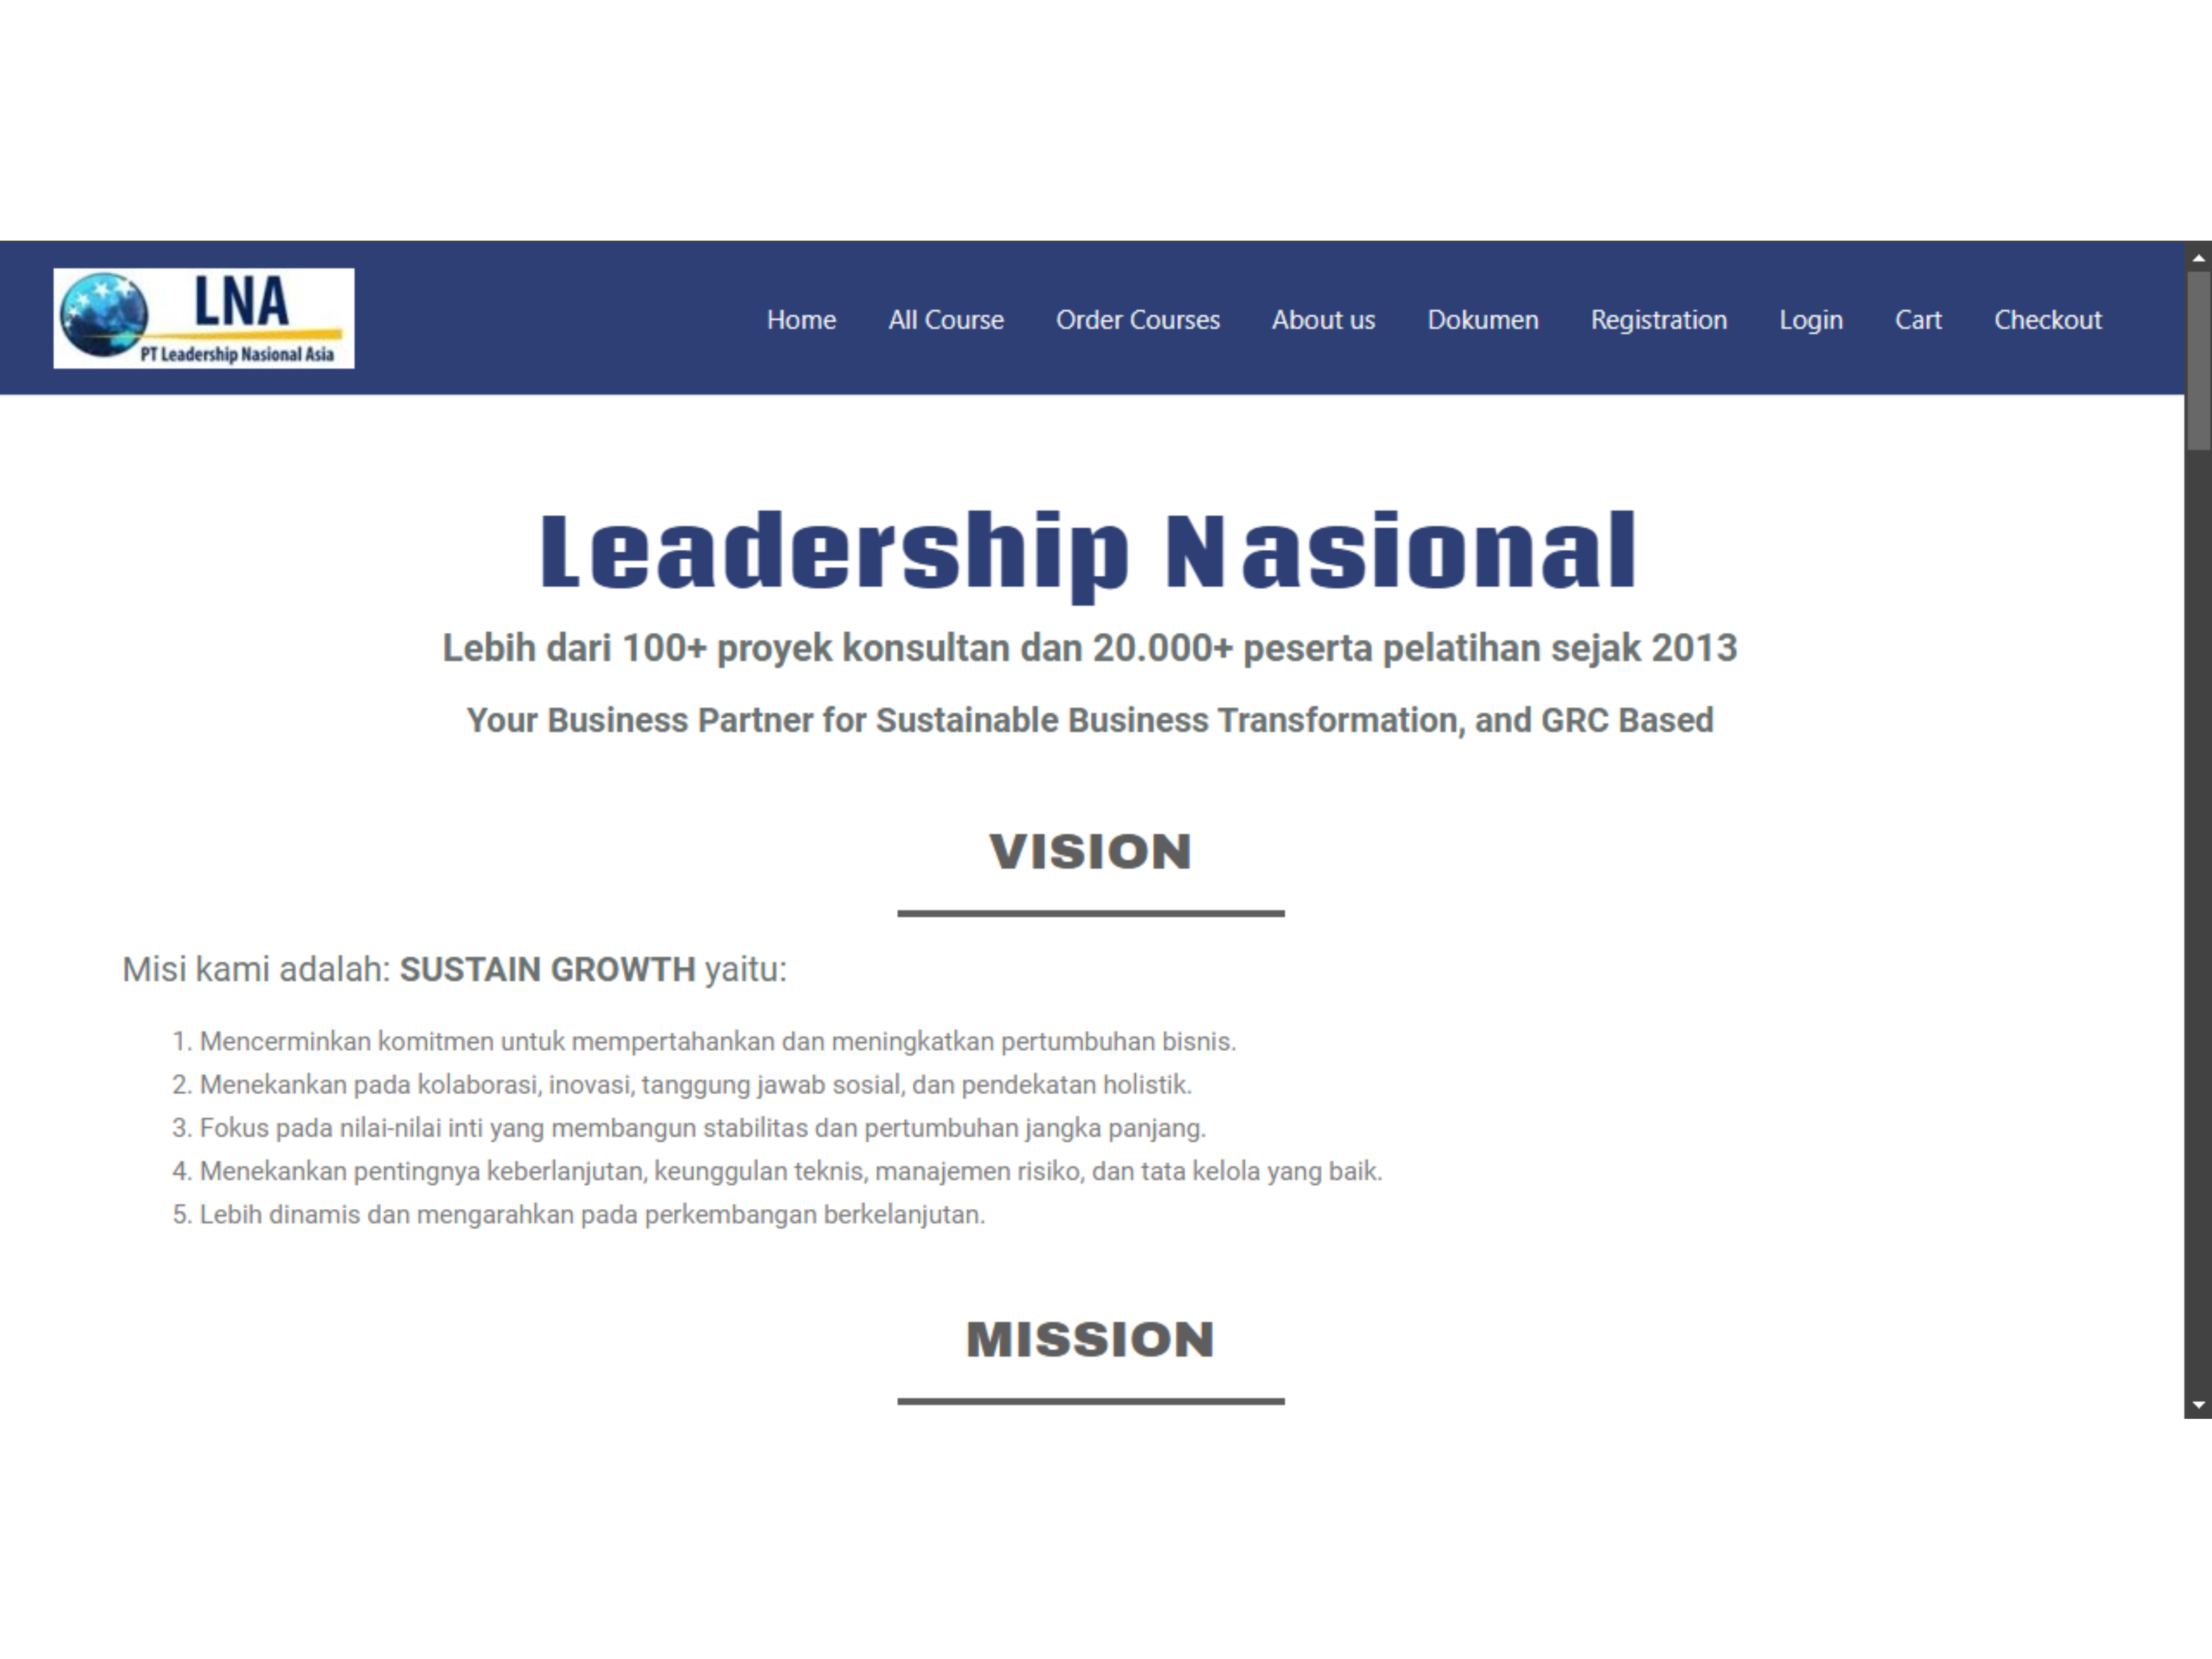 LNA
PT Leadership Nasional Asia
Home All Course Order Courses About us Dokumen Registration Login Cart Checkout
Leadership Nasional
Lebih dari 100+ proyek konsultan dan 20.000+ peserta pelatihan sejak 2013
Your Business Partner for Sustainable Business Transformation, and GRC Based
VISION
Misi kami adalah: SUSTAIN GROWTH yaitu:
1. Mencerminkan komitmen untuk mempertahankan dan meningkatkan pertumbuhan bisnis.
2. Menekankan pada kolaborasi, inovasi, tanggung jawab sosial, dan pendekatan holistik.
3. Fokus pada nilai-nilai inti yang membangun stabilitas dan pertumbuhan jangka panjang.
4. Menekankan pentingnya keberlanjutan, keunggulan teknis, manajemen risiko, dan tata kelola yang baik.
5. Lebih dinamis dan mengarahkan pada perkembangan berkelanjutan.
MISSION